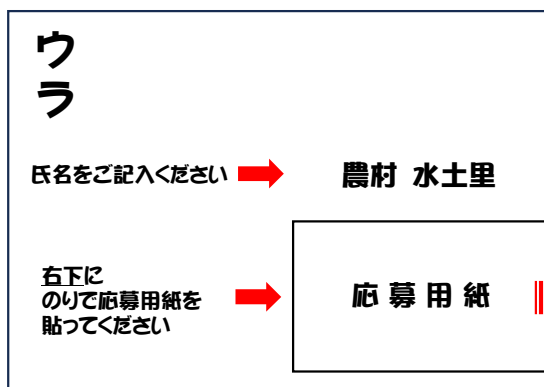 ウラ
氏名をご記入ください
農村 水土里
右下に
のりで応募用紙を
貼ってください
応募用紙